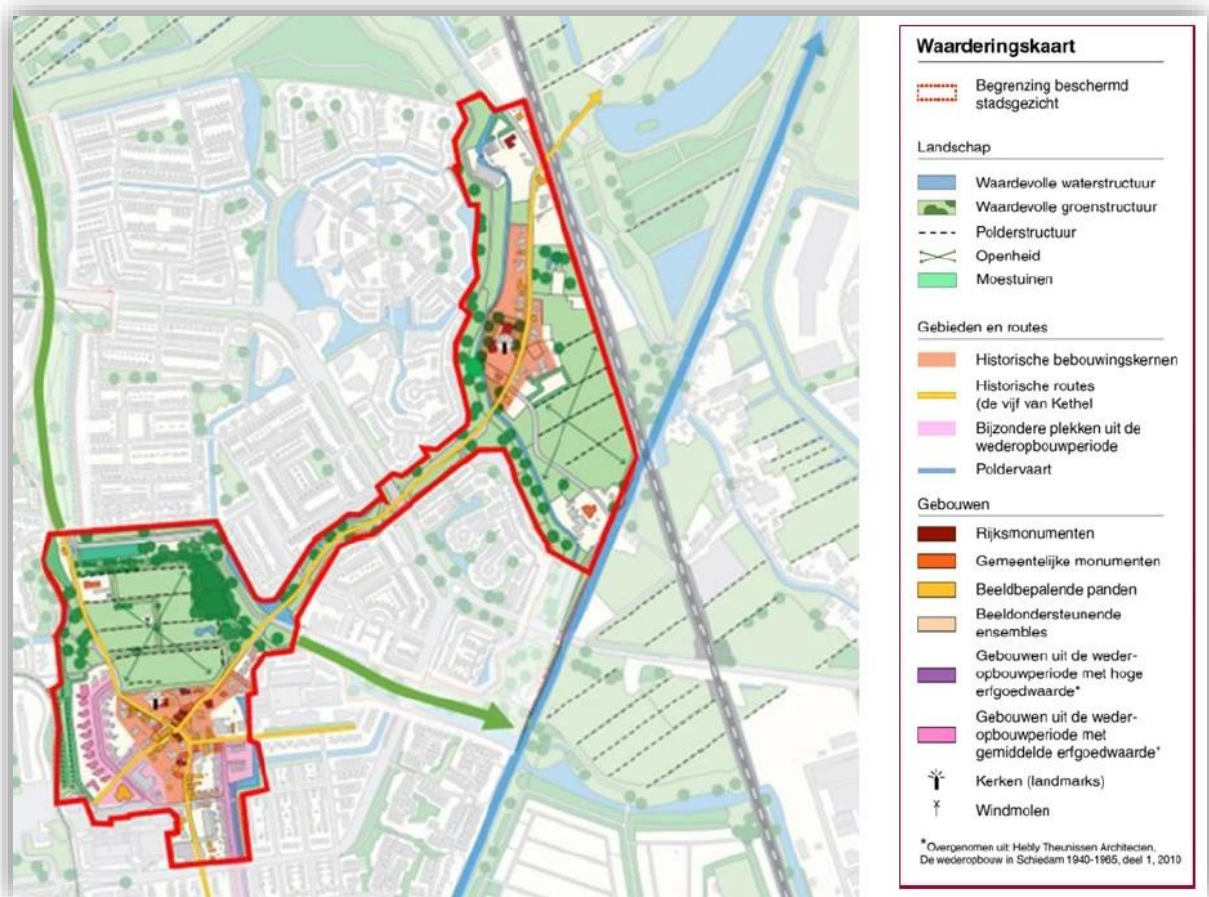 Waarderingskaart
Begrenzing beschermd
stadsgezicht
Landschap
Waardevolle waterstructuur
Waardevolle groenstructuur
Polderstructuur
Openheid
Moestuinen
Gebieden en routes
Historische bebouwingskernen
Historische routes
(de vijf van Kethel
Bijzondere plekken uit de
wederopbouwperiode
Poldervaart
Gebouwen
Rijksmonumenten
Gemeentelijke monumenten
Beeldbepalende panden
Beeldondersteunende
ensembles
Gebouwen uit de weder-
opbouwperiode met hoge
erfgoedwaarde*
Gebouwen uit de weder-
opbouwperiode met
gemiddelde erfgoedwaarde*
Kerken (landmarks)
Windmolen
*Overgenomen uit: Hebly Theunissen Architecten,
De wederopbouw in Schiedam 1940-1965, deel 1, 2010